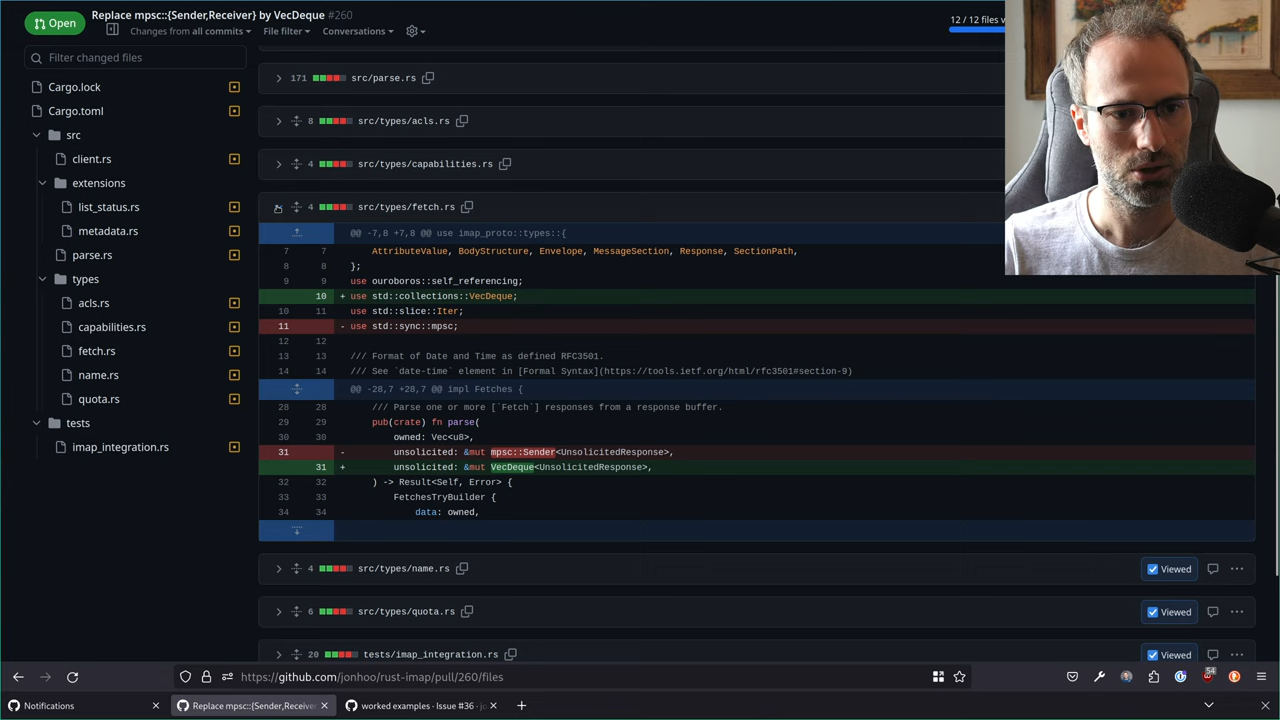 Open
Replace mpsc::{Sender,Receiver} by VecDeque #260
Changes from all commits
File filter
Conversations
12 / 12 files v
Filter changed files
Cargo.lock
Cargo.toml
src
client.rs
extensions
list_status.rs
metadata.rs
parse.rs
types
acls.rs
capabilities.rs
fetch.rs
name.rs
quota.rs
tests
imap_integration.rs
171 src/parse.rs
8 src/types/acls.rs
4 src/types/capabilities.rs
4 src/types/fetch.rs
@@ -7,8 +7,8 @@ use imap_proto::types::{
7 7 AttributeValue, BodyStructure, Envelope, MessageSection, Response, SectionPath,
8 8 };
9 9 use ouroboros::self_referencing;
10 + use std::collections::VecDeque;
10 11 use std::slice::Iter;
11 - use std::sync::mpsc;
12 12
13 13 /// Format of Date and Time as defined RFC3501.
14 14 /// See `date-time` element in [Formal Syntax](https://tools.ietf.org/html/rfc3501#section-9)
@@ -28,7 +28,7 @@ impl Fetches {
28 28 /// Parse one or more [`Fetch`] responses from a response buffer.
29 29 pub(crate) fn parse(
30 30 owned: Vec<u8>,
31 - unsolicited: &mut mpsc::Sender<UnsolicitedResponse>,
31 + unsolicited: &mut VecDeque<UnsolicitedResponse>,
32 32 ) -> Result<Self, Error> {
33 33 FetchesTryBuilder {
34 34 data: owned,
4 src/types/name.rs Viewed
6 src/types/quota.rs Viewed
20 tests/imap_integration.rs Viewed
https://github.com/jonhoo/rust-imap/pull/260/files
54
Notifications
Replace mpsc::{Sender,Receiver
worked examples · Issue #36 · jo